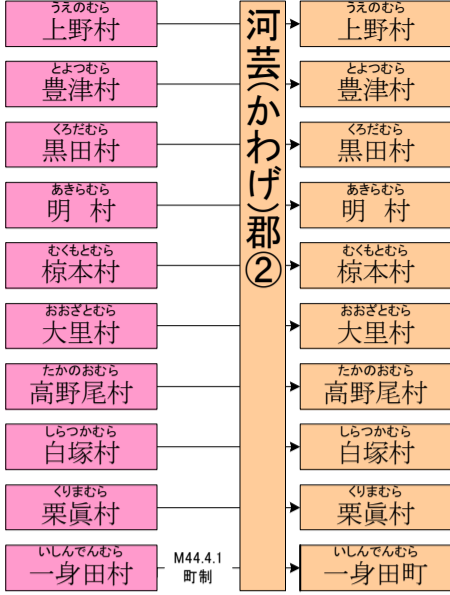 うえのむら
上野村
とよつむら
豊津村
くろだむら
黒田村
あきらむら
明 村
むくもとむら
椋本村
おおざとむら
大里村
たかのおむら
高野尾村
しらつかむら
白塚村
くりまむら
栗眞村
いしんでんむら
一身田村
M44.4.1
町制
河芸(かわげ)郡②
うえのむら
上野村
とよつむら
豊津村
くろだむら
黒田村
あきらむら
明 村
むくもとむら
椋本村
おおざとむら
大里村
たかのおむら
高野尾村
しらつかむら
白塚村
くりまむら
栗眞村
いしんでんむら
一身田町